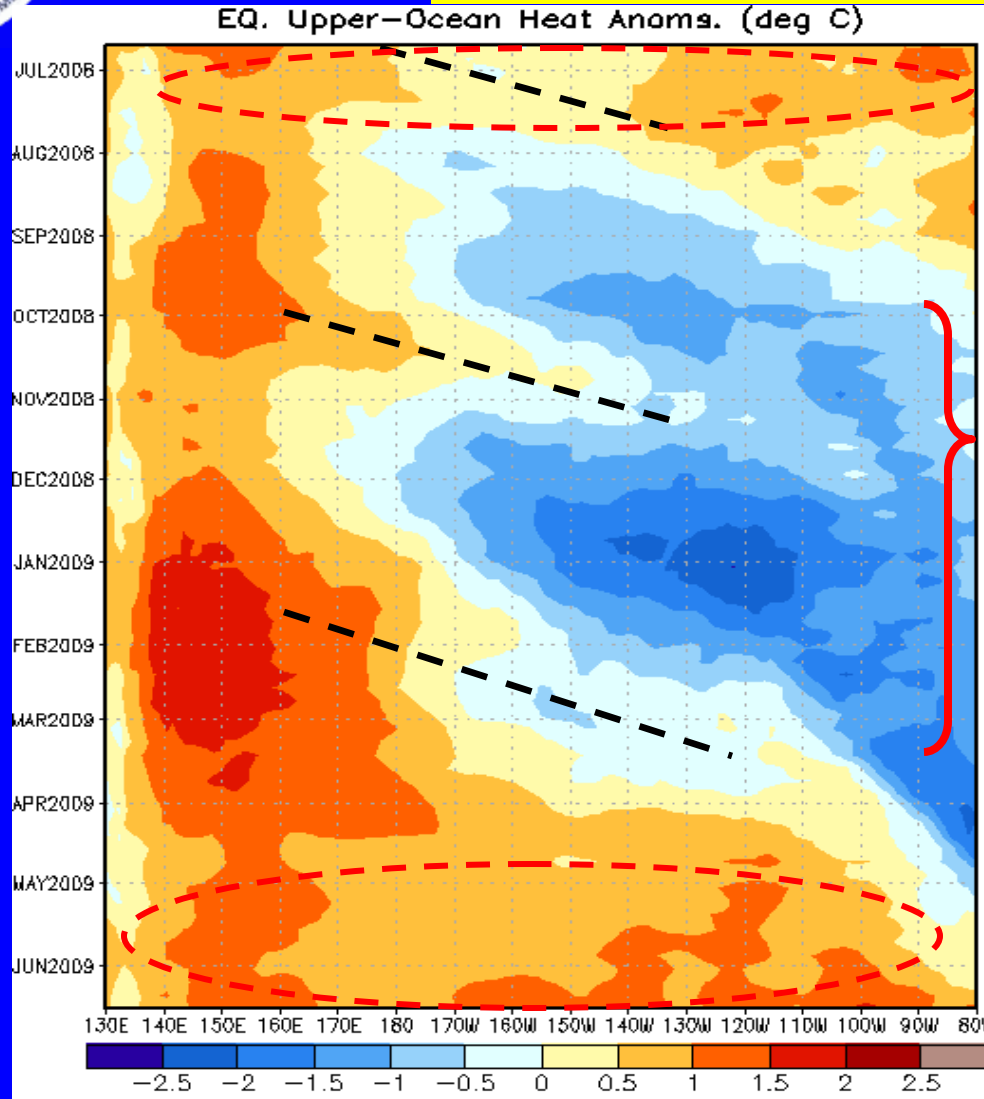 EQ. Upper-Ocean Heat Anoms. (deg C)
JUL2008
AUG2008
SEP2008
OCT2008
NOV2008
DEC2008
JAN2009
FEB2009
MAR2009
APR2009
MAY2009
JUN2009
130E 140E 150E 160E 170E 180 170W 160W 150W 140W 130W 120W 110W 100W 90W 80W
-2.5 -2 -1.5 -1 -0.5 0 0.5 1 1.5 2 2.5